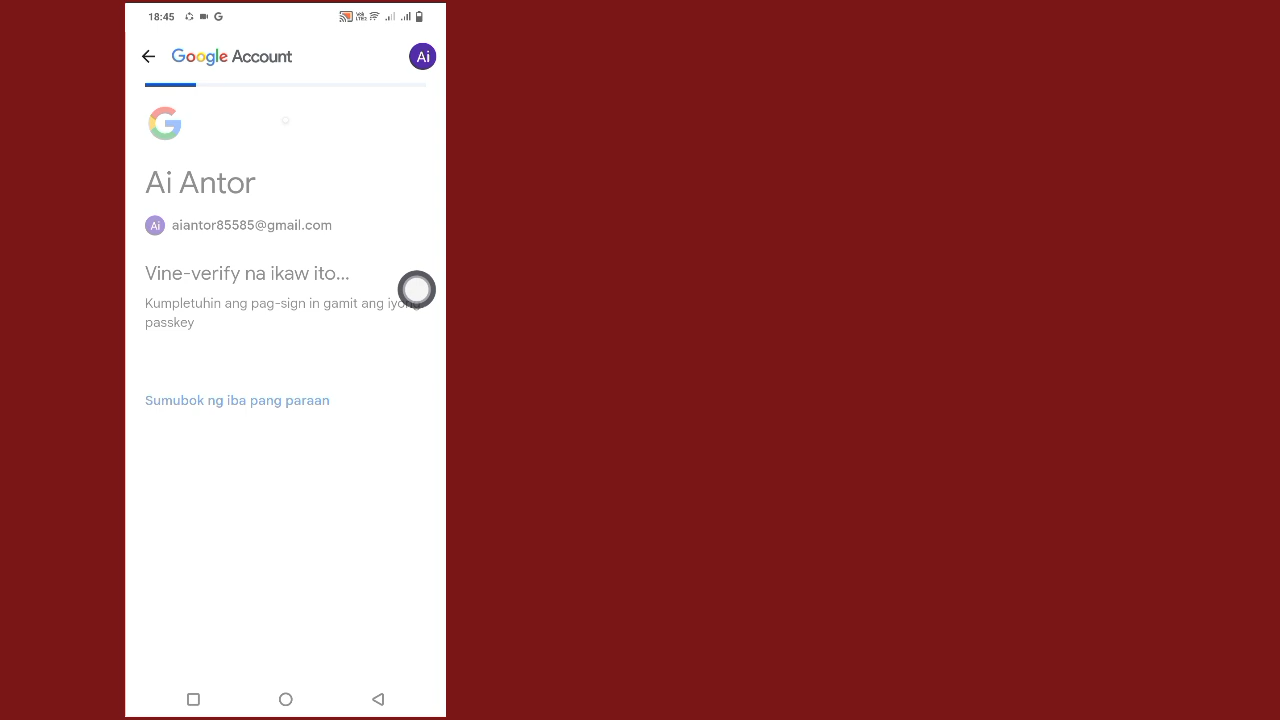 18:45
Google Account
Ai
Ai Antor
Ai aiantor85585@gmail.com
Vine-verify na ikaw ito...
Kumpletuhin ang pag-sign in gamit ang iyong
passkey
Sumubok ng iba pang paraan